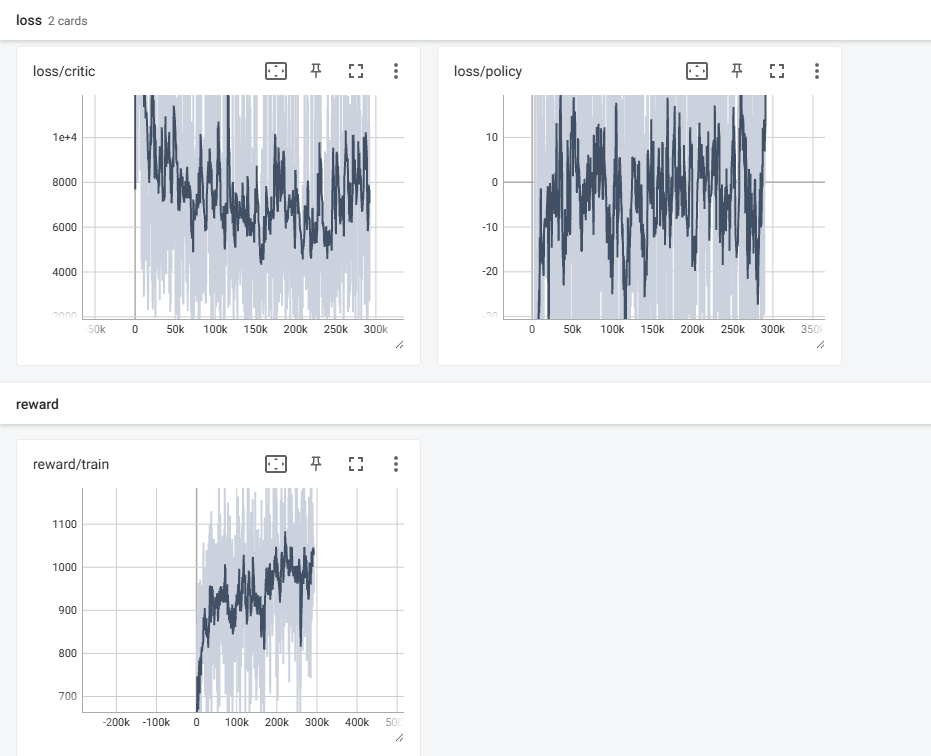 loss 2 cards
loss/critic
1e+4
8000
6000
4000
2000
50k 0 50k 100k 150k 200k 250k 300k
loss/policy
10
0
-10
-20
-30
0 50k 100k 150k 200k 250k 300k 350k
reward
reward/train
1100
1000
900
800
700
-200k -100k 0 100k 200k 300k 400k 500